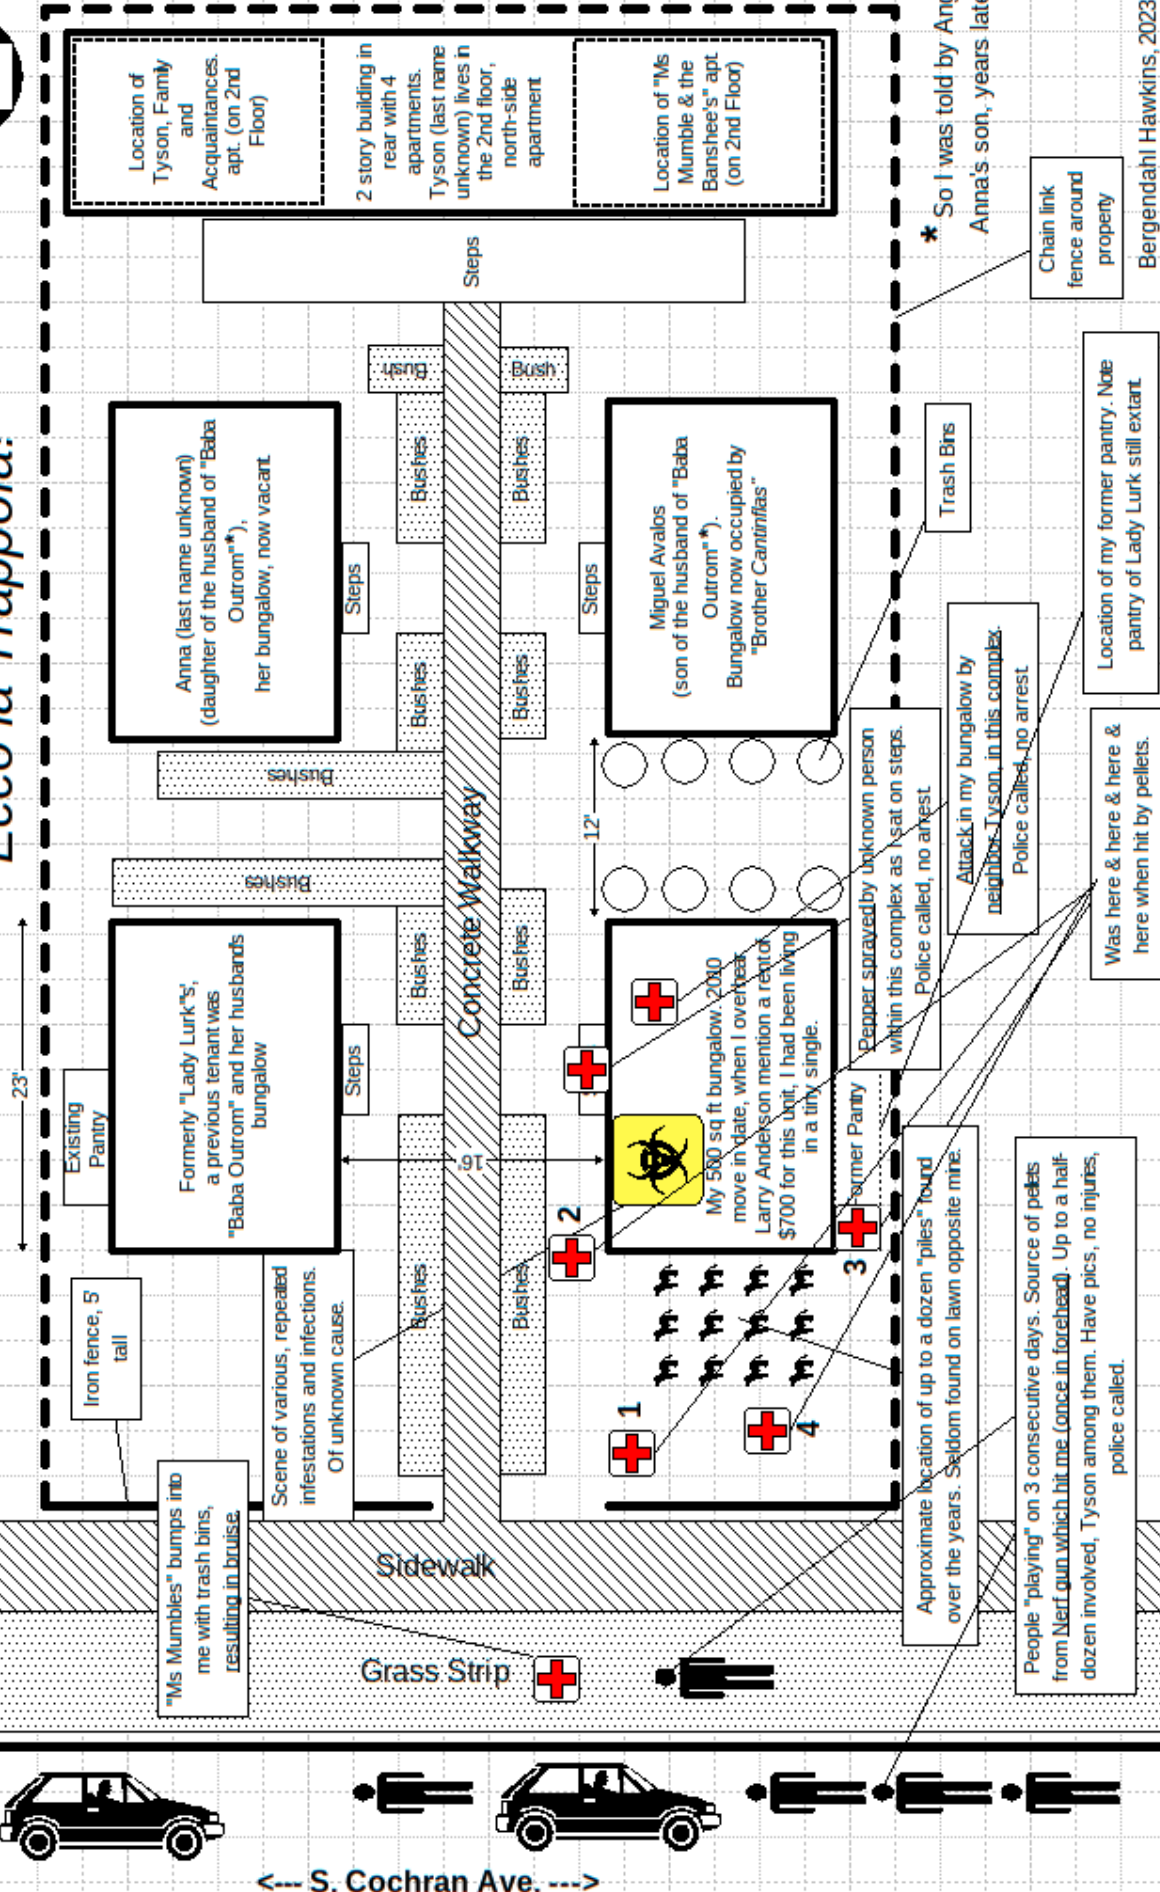 Ecco la Trappola!
<--- S. Cochran Ave. --->
Grass Strip
Sidewalk
"Ms Mumbles" bumps into
me with trash bins,
resulting in bruise.
Iron fence, 5'
tall
Scene of various, repeated
infestations and infections.
Of unknown cause.
23'
Existing
Pantry
Formerly "Lady Lurk"'s,
a previous tenant was
"Baba Outrom" and her husband's
bungalow
Steps
Bushes
Bushes
Bushes
Bushes
Anna (last name unknown)
(daughter of the husband of "Baba
Outrom"*),
her bungalow, now vacant.
Steps
Bushes
Bushes
Bush
Location of
Tyson, Family
and
Acquaintances.
apt. (on 2nd
Floor)
2 story building in
rear with 4
apartments.
Tyson (last name
unknown) lives in
the 2nd floor,
north-side
apartment
Location of "Ms
Mumble & the
Banshee's" apt
(on 2nd Floor)
Steps
Concrete Walkway
16'
Bushes
Bushes
Bushes
Bushes
Bush
2
1
3
4
My 500 sq ft bungalow. 2010
move in date, when I overhear
Larry Anderson mention a rent of
$700 for this unit, I had been living
in a tiny single.
Former Pantry
12'
Steps
Miguel Avalos
(son of the husband of "Baba
Outrom"*).
Bungalow now occupied by
"Brother Cantinflas"
Trash Bins
Pepper sprayed by unknown person
within this complex as I sat on steps.
Police called, no arrest
Attack in my bungalow by
neighbor Tyson, in this complex.
Police called, no arrest
Approximate location of up to a dozen "piles" found
over the years. Seldom found on lawn opposite mine.
People "playing" on 3 consecutive days. Source of pellets
from Nerf gun which hit me (once in forehead). Up to a half-
dozen involved, Tyson among them. Have pics, no injuries,
police called.
Was here & here & here &
here when hit by pellets.
Location of my former pantry. Note
pantry of Lady Lurk still extant.
Chain link
fence around
property
* So I was told by Ang
Anna's son, years late
Bergendahl Hawkins, 2023